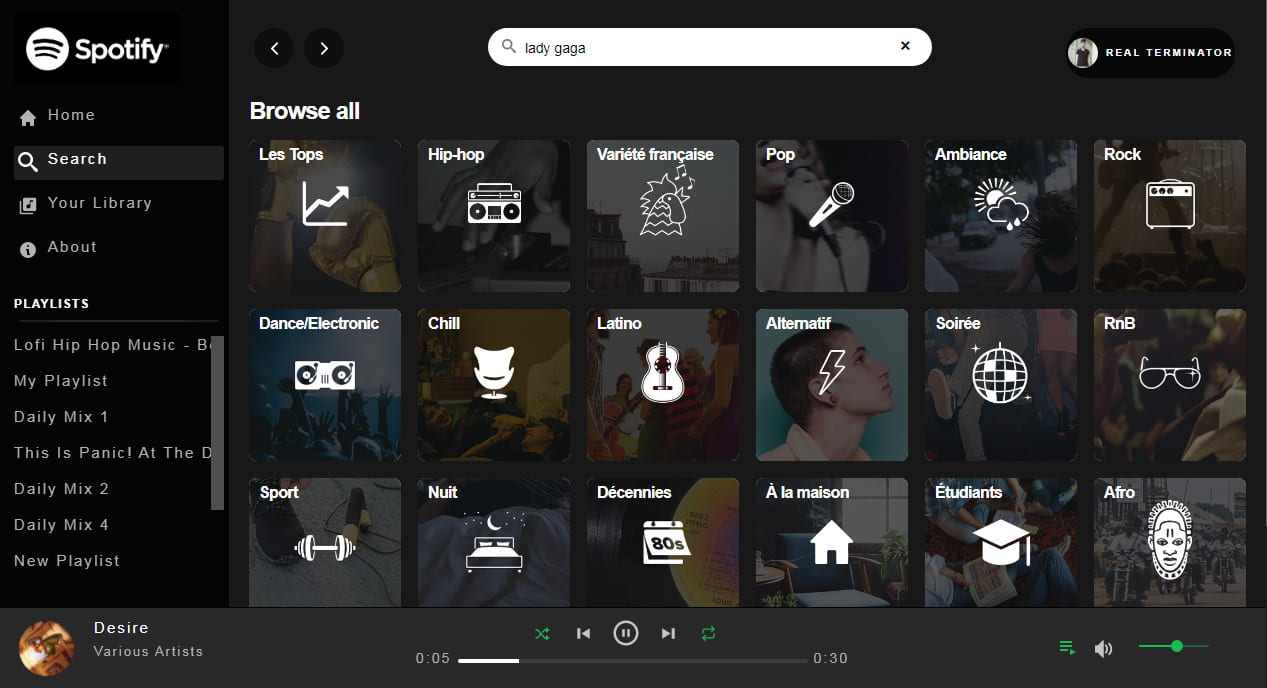 Spotify
lady gaga
REAL TERMINATOR
Home
Search
Your Library
About
PLAYLISTS
Lofi Hip Hop Music - Be
My Playlist
Daily Mix 1
This Is Panic! At The D
Daily Mix 2
Daily Mix 4
New Playlist
Browse all
Les Tops
Hip-hop
Variété française
Pop
Ambiance
Rock
Dance/Electronic
Chill
Latino
Alternatif
Soirée
RnB
Sport
Nuit
Décennies
80s
À la maison
Étudiants
Afro
Desire
Various Artists
0:05
0:30